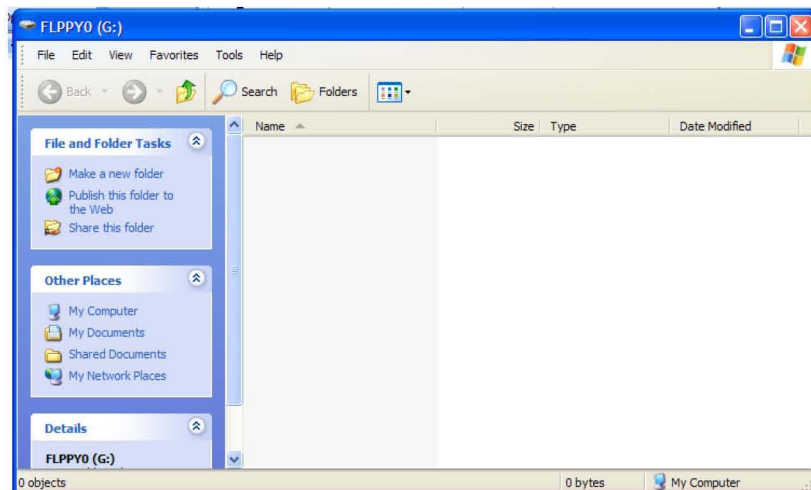 FLPPY0 (G:)
File Edit View Favorites Tools Help
Back Search Folders
Name Size Type Date Modified
File and Folder Tasks
Make a new folder
Publish this folder to
the Web
Share this folder
Other Places
My Computer
My Documents
Shared Documents
My Network Places
Details
FLPPY0 (G:)
0 objects 0 bytes My Computer